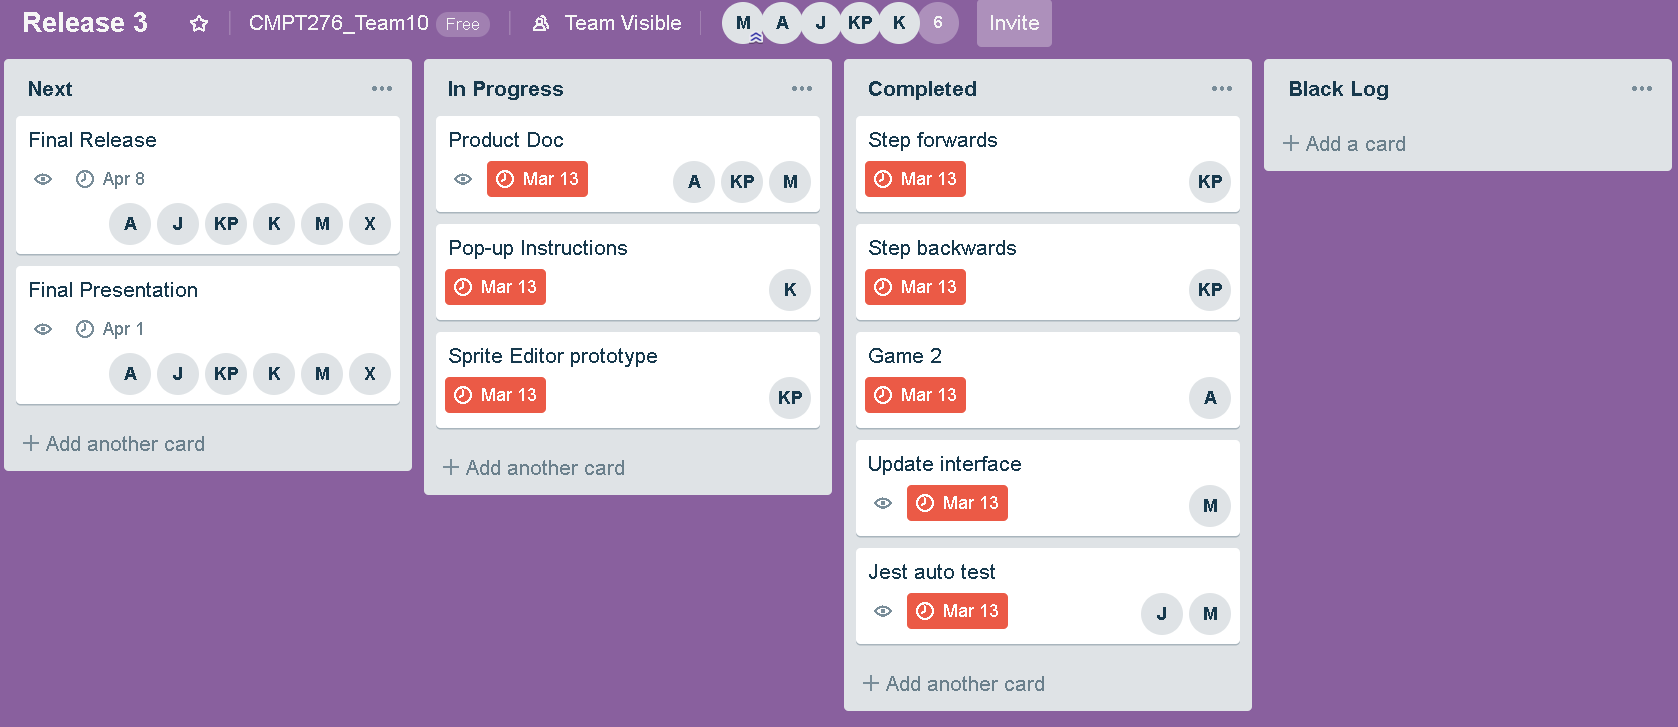 Release 3 CMPT276_Team10 Free Team Visible M A J KP K 6 Invite
Next
Final Release
Apr 8
A J KP K M X
Final Presentation
Apr 1
A J KP K M X
+ Add another card
In Progress
Product Doc
Mar 13 A KP M
Pop-up Instructions
Mar 13 K
Sprite Editor prototype
Mar 13 KP
+ Add another card
Completed
Step forwards
Mar 13 KP
Step backwards
Mar 13 KP
Game 2
Mar 13 A
Update interface
Mar 13 M
Jest auto test
Mar 13 J M
+ Add another card
Black Log
+ Add a card